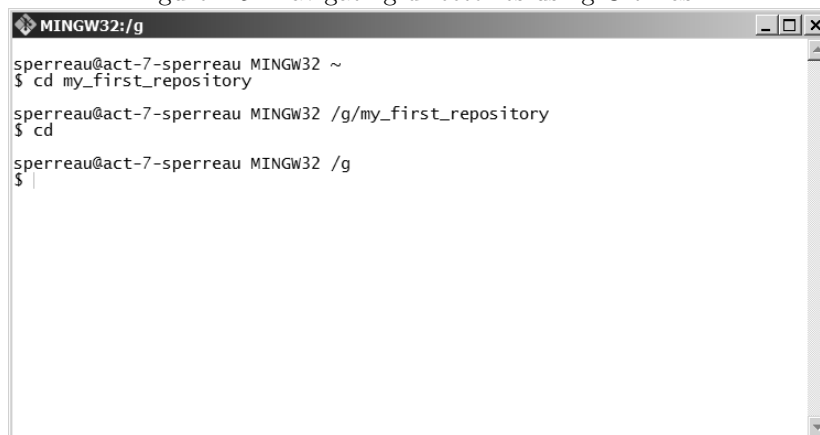 MINGW32:/g
sperreau@act-7-sperreau MINGW32 ~
$ cd my_first_repository
sperreau@act-7-sperreau MINGW32 /g/my_first_repository
$ cd
sperreau@act-7-sperreau MINGW32 /g
$